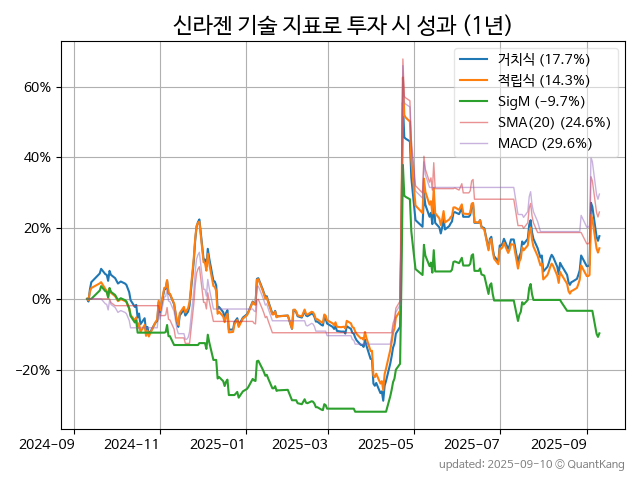 신라젠 기술 지표로 투자 시 성과 (1년)
거치식 (17.7%)
적립식 (14.3%)
SigM (−9.7%)
SMA(20) (24.6%)
MACD (29.6%)
60%
40%
20%
0%
−20%
2024-09 2024-11 2025-01 2025-03 2025-05 2025-07 2025-09
updated: 2025-09-10 © QuantKang